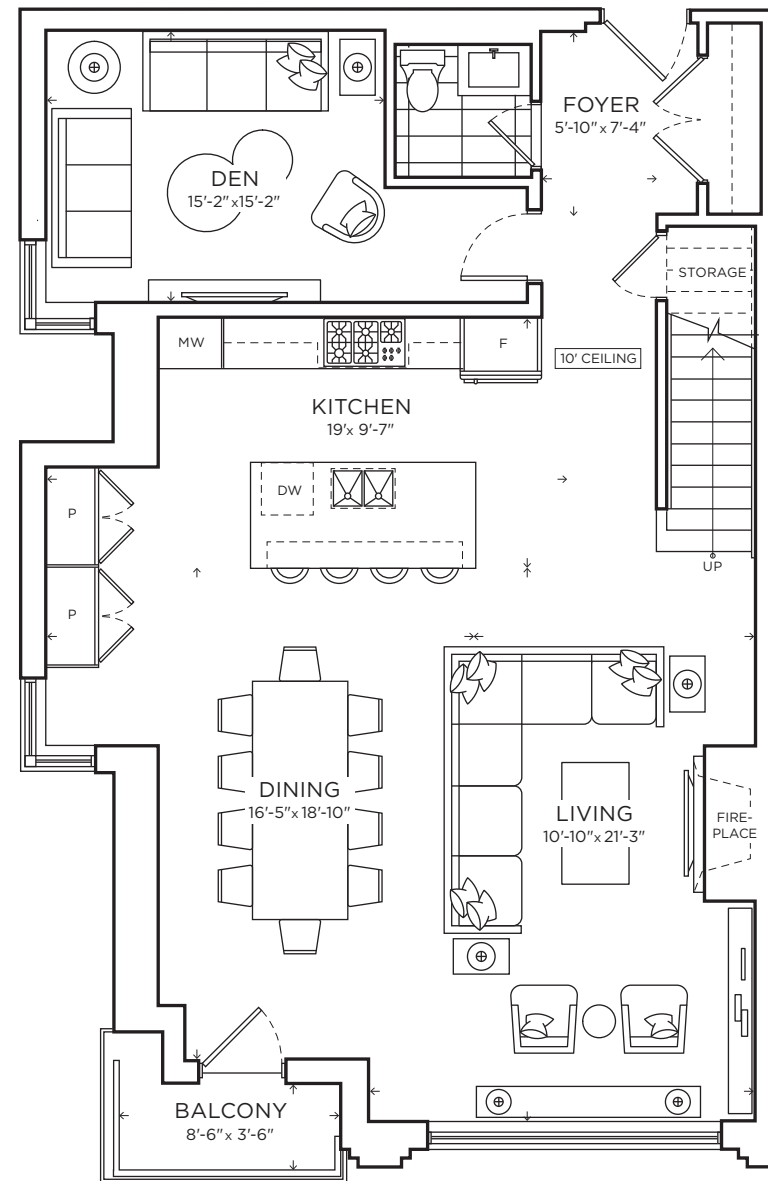 FOYER
5'-10" x 7'-4"
DEN
15'-2" x 15'-2"
STORAGE
MW
F
10' CEILING
KITCHEN
19' x 9'-7"
DW
P
UP
P
DINING
16'-5" x 18'-10"
LIVING
10'-10" x 21'-3"
FIRE-
PLACE
BALCONY
8'-6" x 3'-6"